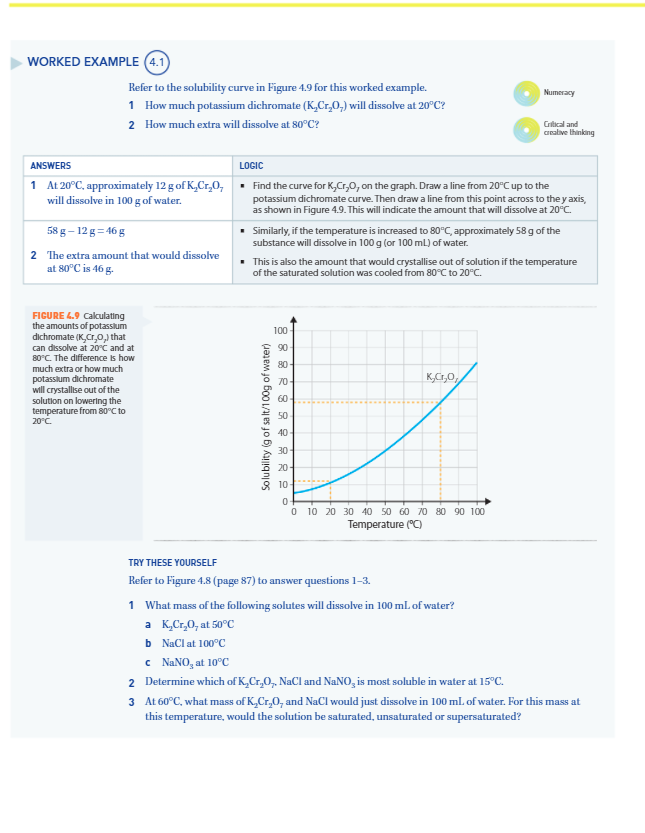 WORKED EXAMPLE 4.1
Refer to the solubility curve in Figure 4.9 for this worked example.
1 How much potassium dichromate (K₂Cr₂O₇) will dissolve at 20°C?
2 How much extra will dissolve at 80°C?
Numeracy
Critical and
creative thinking
ANSWERS
LOGIC
1 At 20°C, approximately 12 g of K₂Cr₂O₇
will dissolve in 100 g of water.
▪ Find the curve for K₂Cr₂O₇ on the graph. Draw a line from 20°C up to the
potassium dichromate curve. Then draw a line from this point across to the y axis,
as shown in Figure 4.9. This will indicate the amount that will dissolve at 20°C.
58 g – 12 g = 46 g
2 The extra amount that would dissolve
at 80°C is 46 g.
▪ Similarly, if the temperature is increased to 80°C, approximately 58 g of the
substance will dissolve in 100 g (or 100 mL) of water.
▪ This is also the amount that would crystallise out of solution if the temperature
of the saturated solution was cooled from 80°C to 20°C.
FIGURE 4.9 Calculating
the amounts of potassium
dichromate (K₂Cr₂O₇) that
can dissolve at 20°C and at
80°C. The difference is how
much extra or how much
potassium dichromate
will crystallise out of the
solution on lowering the
temperature from 80°C to
20°C.
Solubility (g of salt/100g of water)
100
90
80
70
60
50
40
30
20
10
0
K₂Cr₂O₇
0 10 20 30 40 50 60 70 80 90 100
Temperature (°C)
TRY THESE YOURSELF
Refer to Figure 4.8 (page 87) to answer questions 1–3.
1 What mass of the following solutes will dissolve in 100 mL of water?
a K₂Cr₂O₇ at 50°C
b NaCl at 100°C
c NaNO₃ at 10°C
2 Determine which of K₂Cr₂O₇, NaCl and NaNO₃ is most soluble in water at 15°C.
3 At 60°C, what mass of K₂Cr₂O₇ and NaCl would just dissolve in 100 mL of water. For this mass at
this temperature, would the solution be saturated, unsaturated or supersaturated?